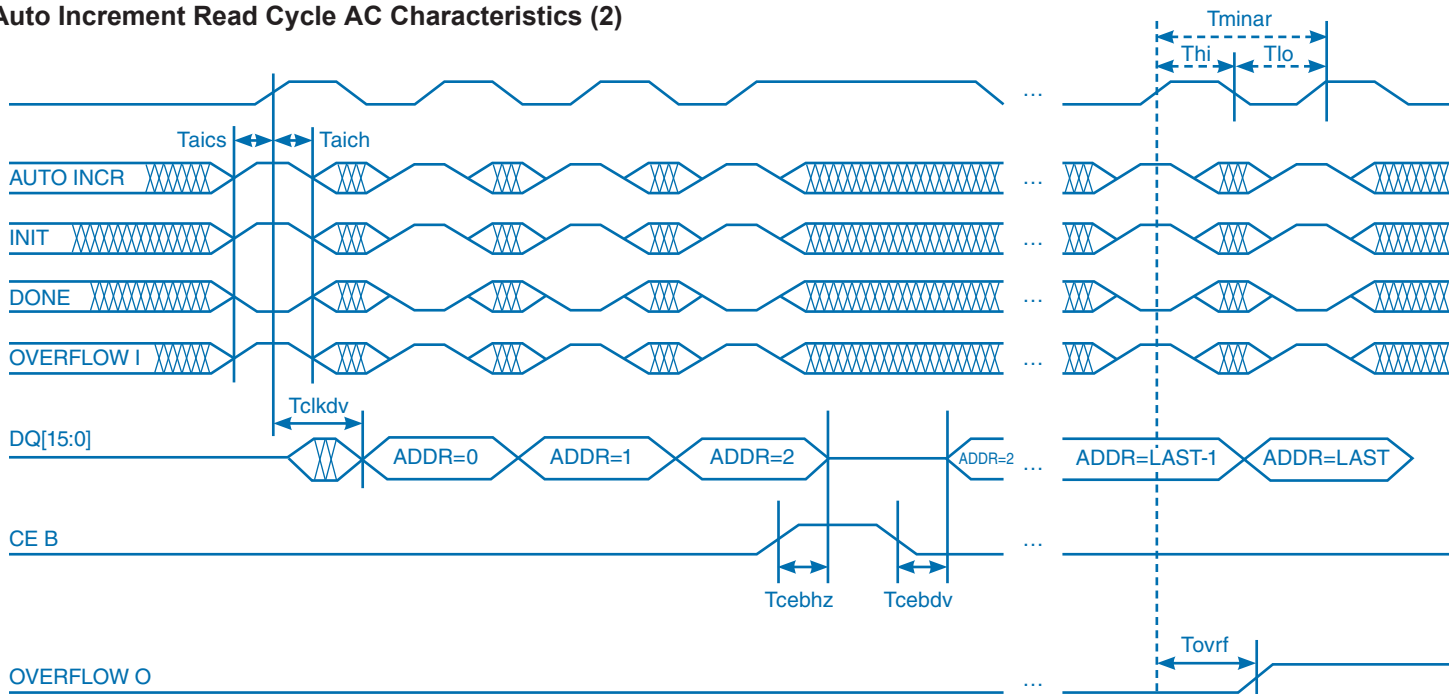 Auto Increment Read Cycle AC Characteristics (2)
Tminar
Thi Tlo
...
Taics Taich
AUTO INCR ...
INIT ...
DONE ...
OVERFLOW I ...
Tclkdv
DQ[15:0] ADDR=0 ADDR=1 ADDR=2 ADDR=2 ... ADDR=LAST-1 ADDR=LAST
CE B ...
Tcebhz Tcebdv
Tovrf
OVERFLOW O ...